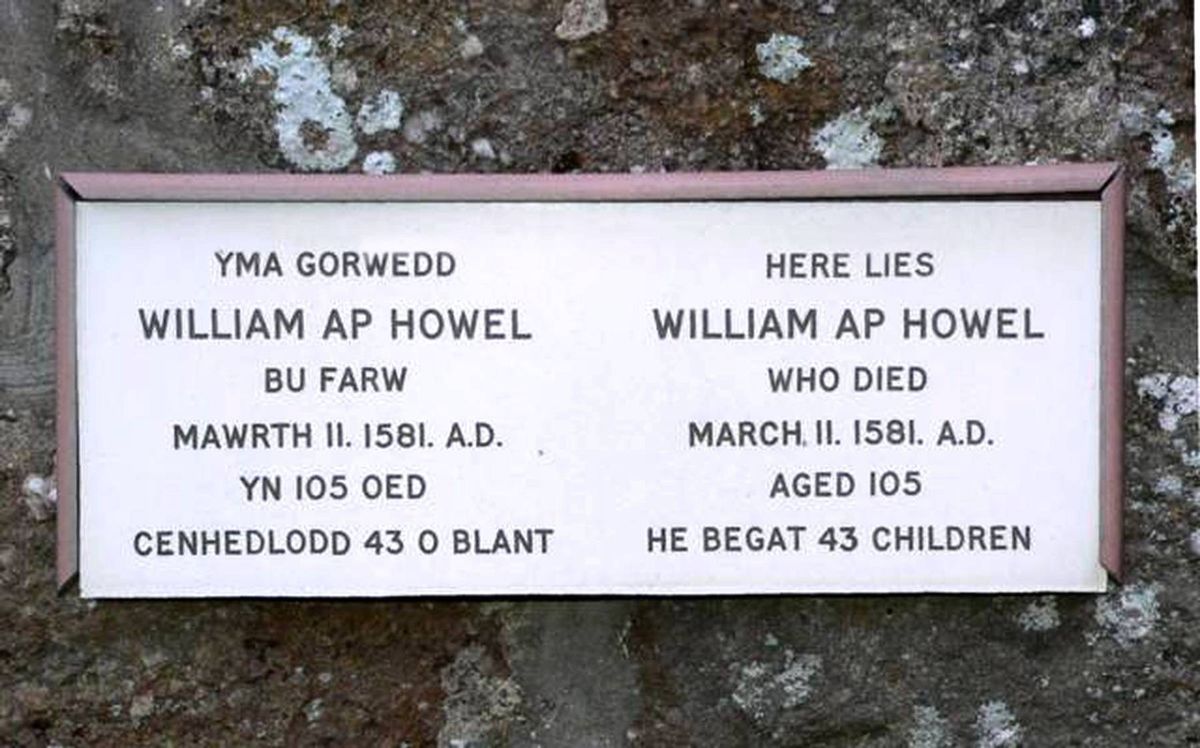 YMA GORWEDD
WILLIAM AP HOWEL
BU FARW
MAWRTH 11. 1581. A.D.
YN 105 OED
CENHEDLODD 43 O BLANT
HERE LIES
WILLIAM AP HOWEL
WHO DIED
MARCH. 11. 1581. A.D.
AGED 105
HE BEGAT 43 CHILDREN